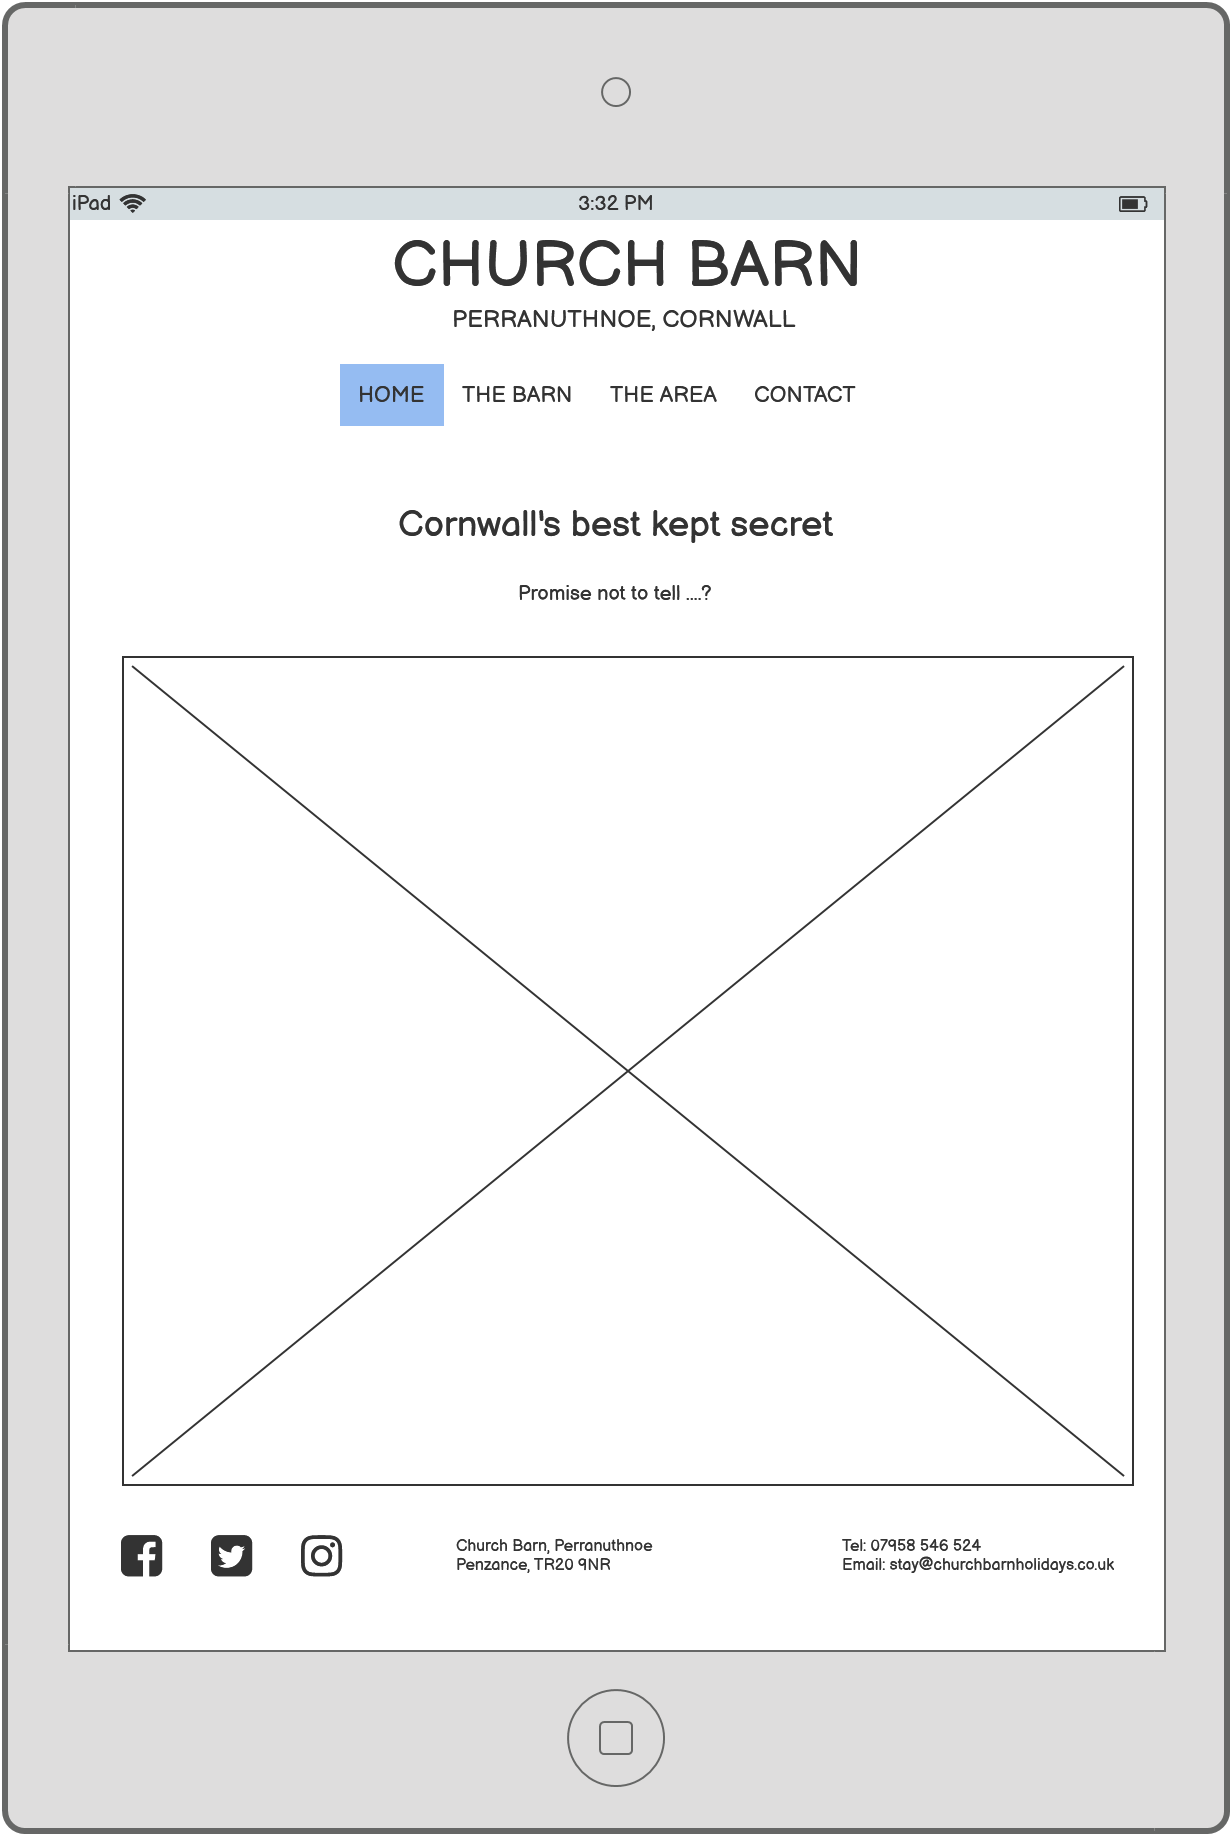 iPad 3:32 PM
CHURCH BARN
PERRANUTHNOE, CORNWALL
HOME THE BARN THE AREA CONTACT
Cornwall's best kept secret
Promise not to tell ....?
Church Barn, Perranuthnoe
Penzance, TR20 9NR
Tel: 07958 546 524
Email: stay@churchbarnholidays.co.uk